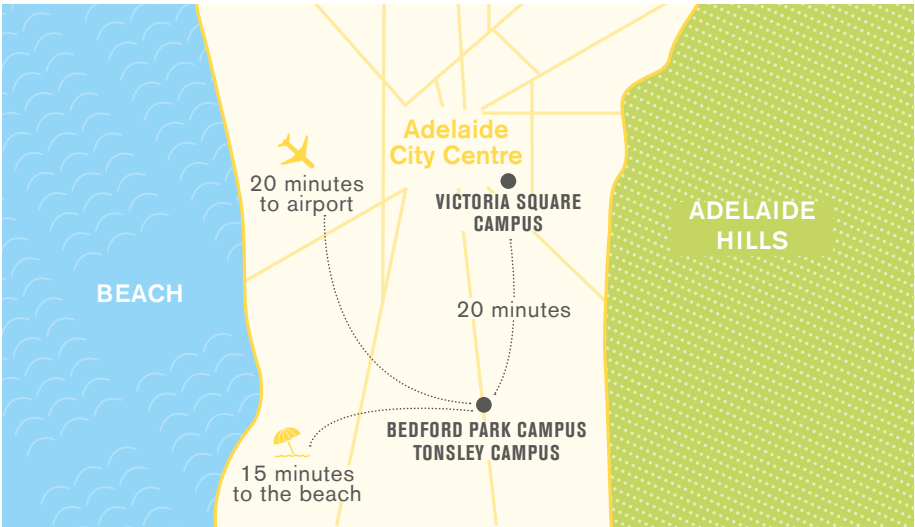 Adelaide
City Centre
20 minutes
to airport
VICTORIA SQUARE
CAMPUS
ADELAIDE
HILLS
BEACH
20 minutes
BEDFORD PARK CAMPUS
TONSLEY CAMPUS
15 minutes
to the beach